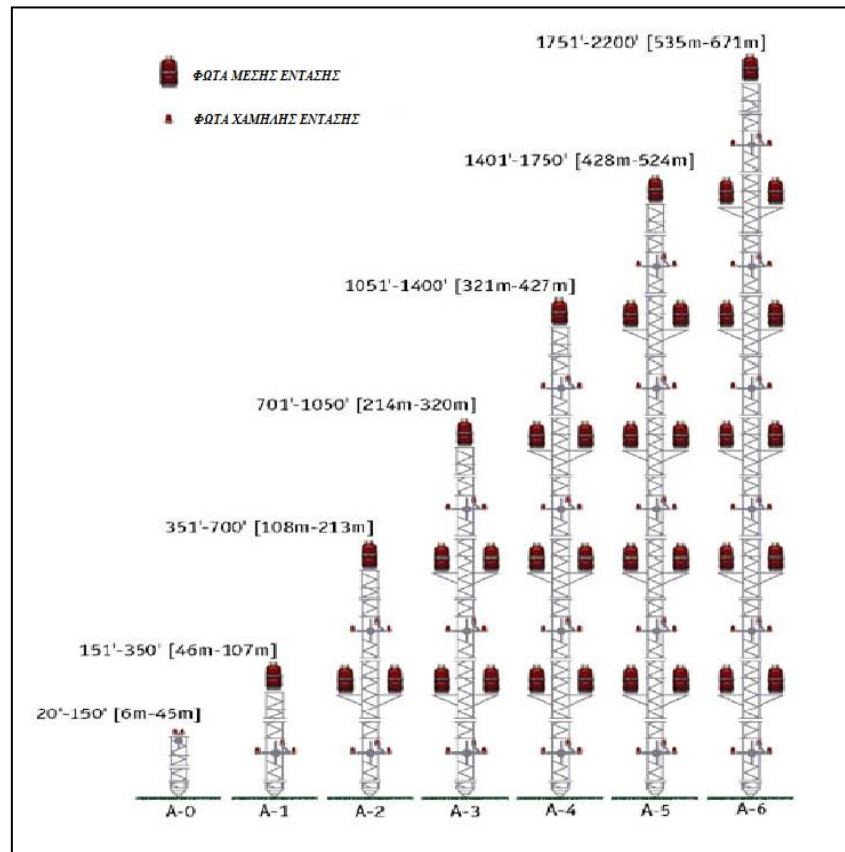 1751'-2200' [535m-671m]
ΦΩΤΑ ΜΕΣΗΣ ΕΝΤΑΣΗΣ
ΦΩΤΑ ΧΑΜΗΛΗΣ ΕΝΤΑΣΗΣ
1401'-1750' [428m-524m]
1051'-1400' [321m-427m]
701'-1050' [214m-320m]
351'-700' [108m-213m]
151'-350' [46m-107m]
20'-150' [6m-45m]
A-0 A-1 A-2 A-3 A-4 A-5 A-6